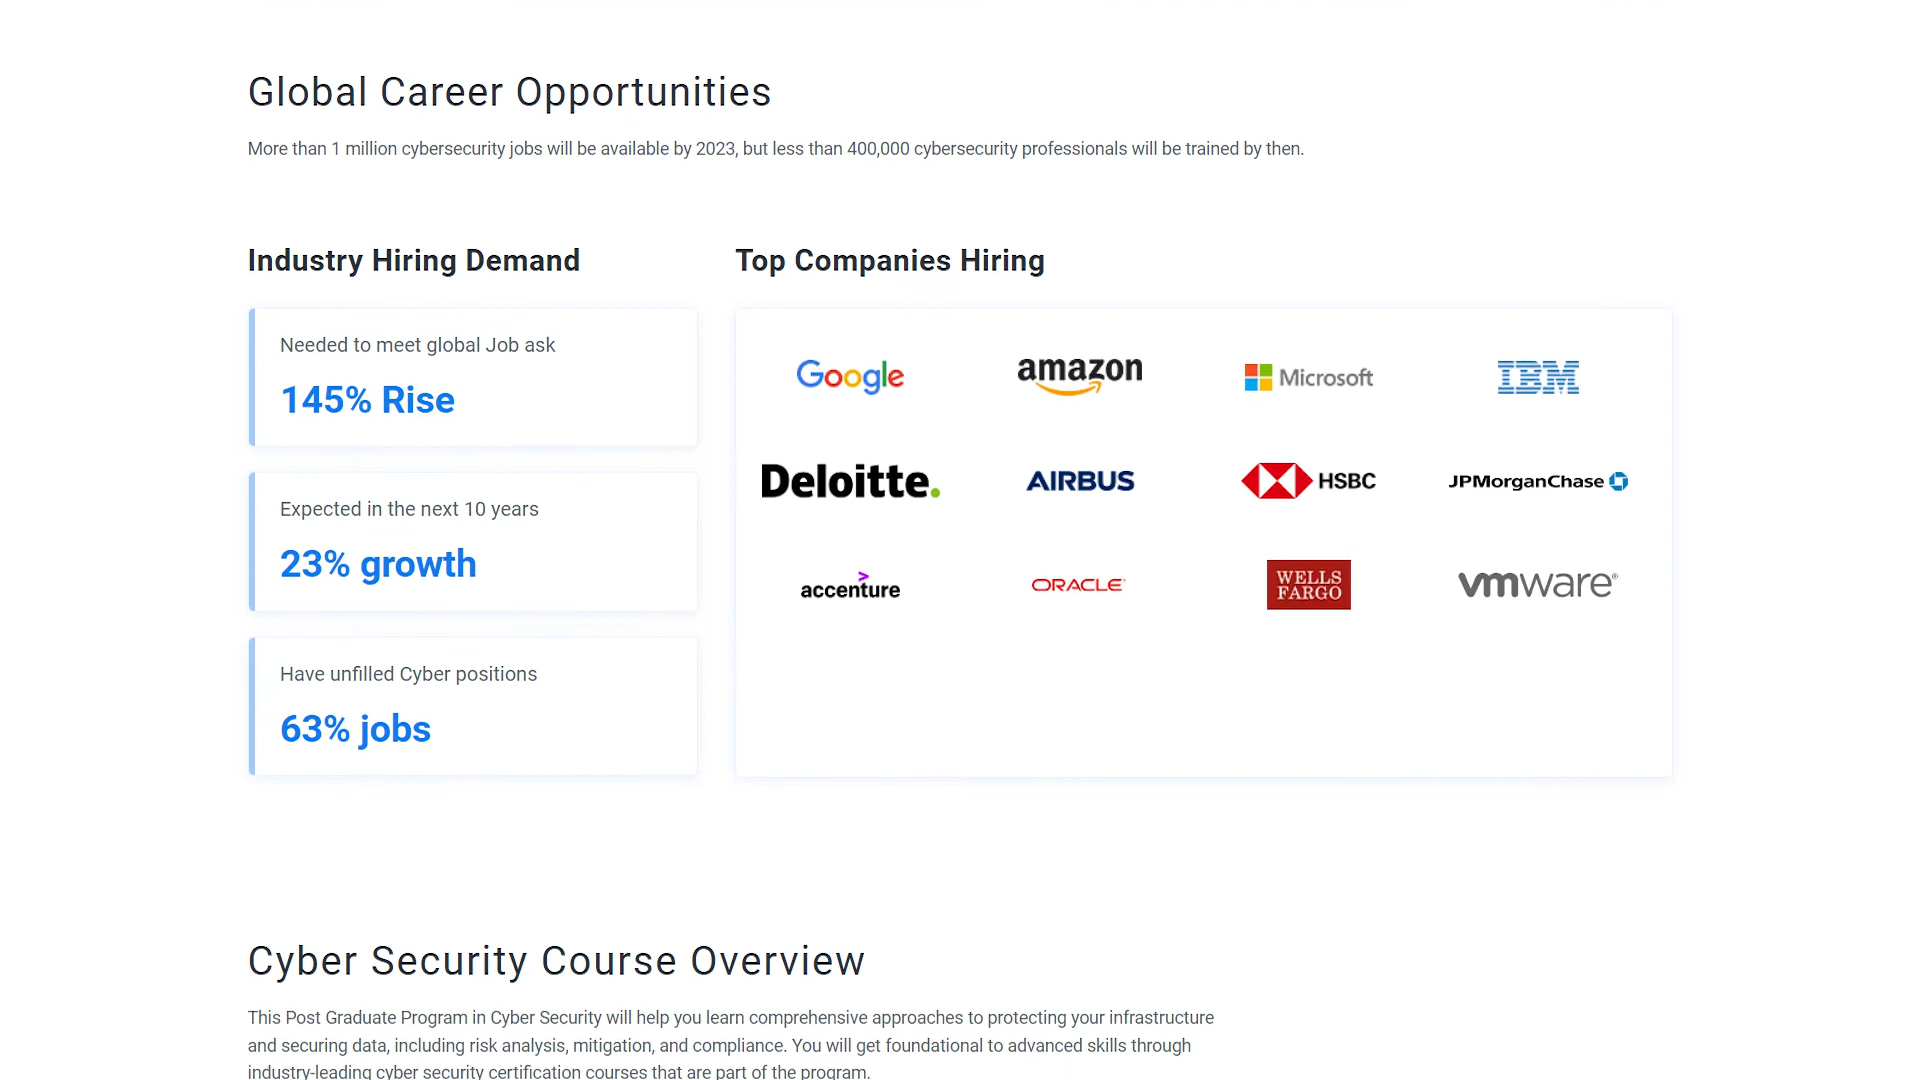 Global Career Opportunities
More than 1 million cybersecurity jobs will be available by 2023, but less than 400,000 cybersecurity professionals will be trained by then.
Industry Hiring Demand
Needed to meet global Job ask
145% Rise
Expected in the next 10 years
23% growth
Have unfilled Cyber positions
63% jobs
Top Companies Hiring
Google
amazon
Microsoft
IBM
Deloitte.
AIRBUS
HSBC
JPMorganChase
accenture
ORACLE
WELLS
FARGO
vmware®
Cyber Security Course Overview
This Post Graduate Program in Cyber Security will help you learn comprehensive approaches to protecting your infrastructure
and securing data, including risk analysis, mitigation, and compliance. You will get foundational to advanced skills through
industry-leading cyber security certification courses that are part of the program.